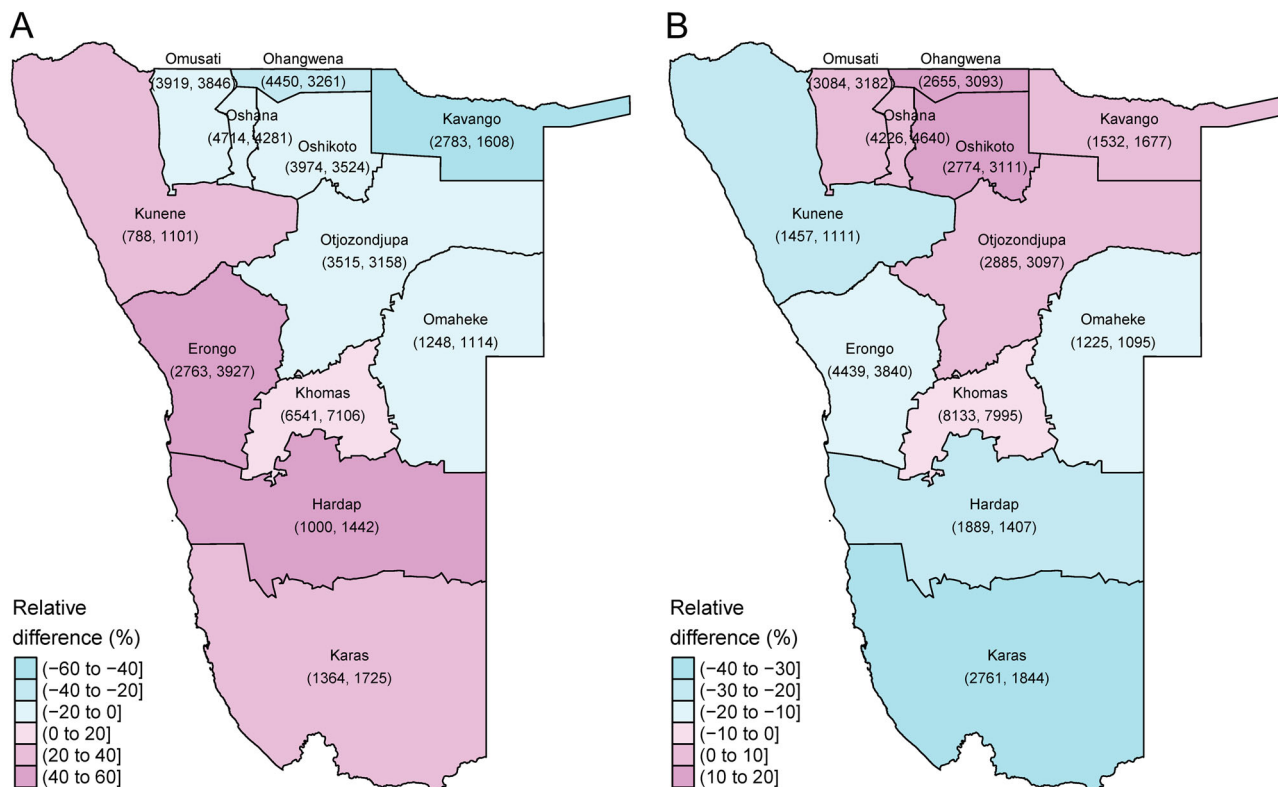 A
Omusati
(3919, 3846)
Ohangwena
(4450, 3261)
Oshana
(4714, 4281)
Oshikoto
(3974, 3524)
Kavango
(2783, 1608)
Kunene
(788, 1101)
Otjozondjupa
(3515, 3158)
Omaheke
(1248, 1114)
Erongo
(2763, 3927)
Khomas
(6541, 7106)
Hardap
(1000, 1442)
Karas
(1364, 1725)
Relative
difference (%)
(−60 to −40]
(−40 to −20]
(−20 to 0]
(0 to 20]
(20 to 40]
(40 to 60]
B
Omusati
(3084, 3182)
Ohangwena
(2655, 3093)
Oshana
(4226, 4640)
Oshikoto
(2774, 3111)
Kavango
(1532, 1677)
Kunene
(1457, 1111)
Otjozondjupa
(2885, 3097)
Omaheke
(1225, 1095)
Erongo
(4439, 3840)
Khomas
(8133, 7995)
Hardap
(1889, 1407)
Karas
(2761, 1844)
Relative
difference (%)
(−40 to −30]
(−30 to −20]
(−20 to −10]
(−10 to 0]
(0 to 10]
(10 to 20]